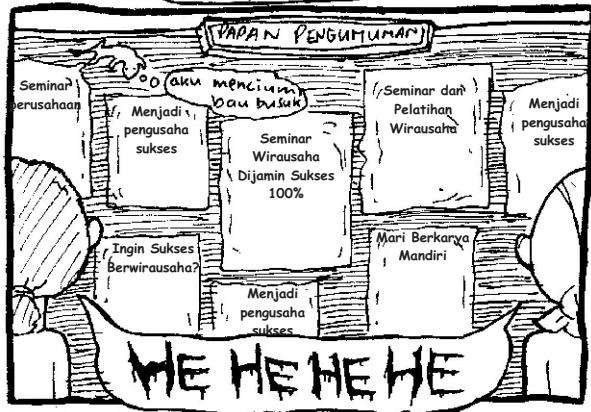 PAPAN PENGUMUMAN
aku mencium
bau busuk
Seminar
erusahaan
Menjadi
pengusaha
sukses
Seminar
Wirausaha
Dijamin Sukses
100%
Seminar dan
Pelatihan
Wirausaha
Menjadi
pengusaha
sukses
Ingin Sukses
Berwirausaha?
Menjadi
pengusaha
sukses
Mari Berkarya
Mandiri
HE HE HE HE